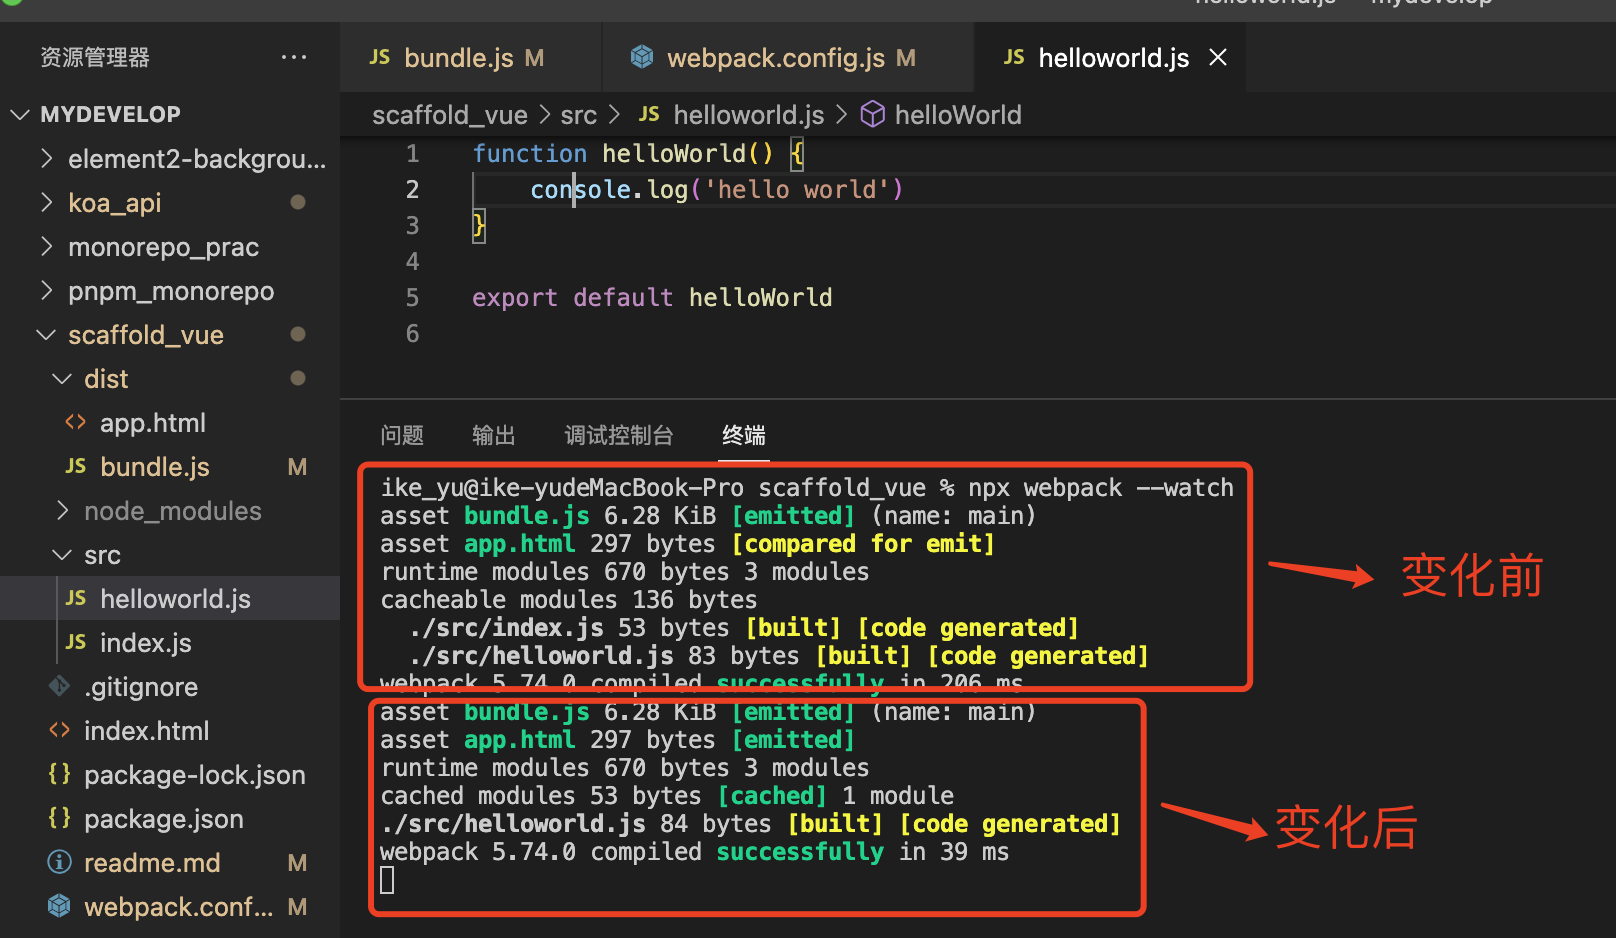 helloworld.js — mydevelop
资源管理器 ···
MYDEVELOP
element2-backgrou...
koa_api
monorepo_prac
pnpm_monorepo
scaffold_vue
dist
<> app.html
JS bundle.js M
node_modules
src
JS helloworld.js
JS index.js
.gitignore
<> index.html
{} package-lock.json
{} package.json
readme.md M
webpack.conf... M
JS bundle.js M
webpack.config.js M
JS helloworld.js ×
scaffold_vue > src > JS helloworld.js > helloWorld
1 function helloWorld() {
2 console.log('hello world')
3 }
4
5 export default helloWorld
6
问题 输出 调试控制台 终端
ike_yu@ike-yudeMacBook-Pro scaffold_vue % npx webpack --watch
asset bundle.js 6.28 KiB [emitted] (name: main)
asset app.html 297 bytes [compared for emit]
runtime modules 670 bytes 3 modules
cacheable modules 136 bytes
./src/index.js 53 bytes [built] [code generated]
./src/helloworld.js 83 bytes [built] [code generated]
webpack 5.74.0 compiled successfully in 206 ms
变化前
asset bundle.js 6.28 KiB [emitted] (name: main)
asset app.html 297 bytes [emitted]
runtime modules 670 bytes 3 modules
cached modules 53 bytes [cached] 1 module
./src/helloworld.js 84 bytes [built] [code generated]
webpack 5.74.0 compiled successfully in 39 ms
变化后